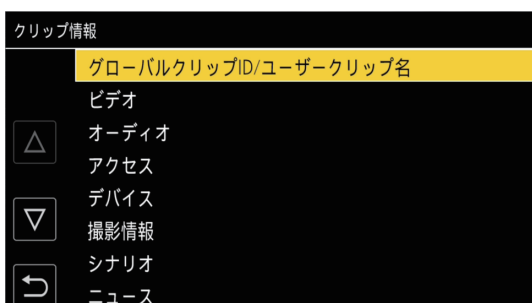 クリップ情報
グローバルクリップID/ユーザークリップ名
ビデオ
オーディオ
アクセス
デバイス
撮影情報
シナリオ
ニュース